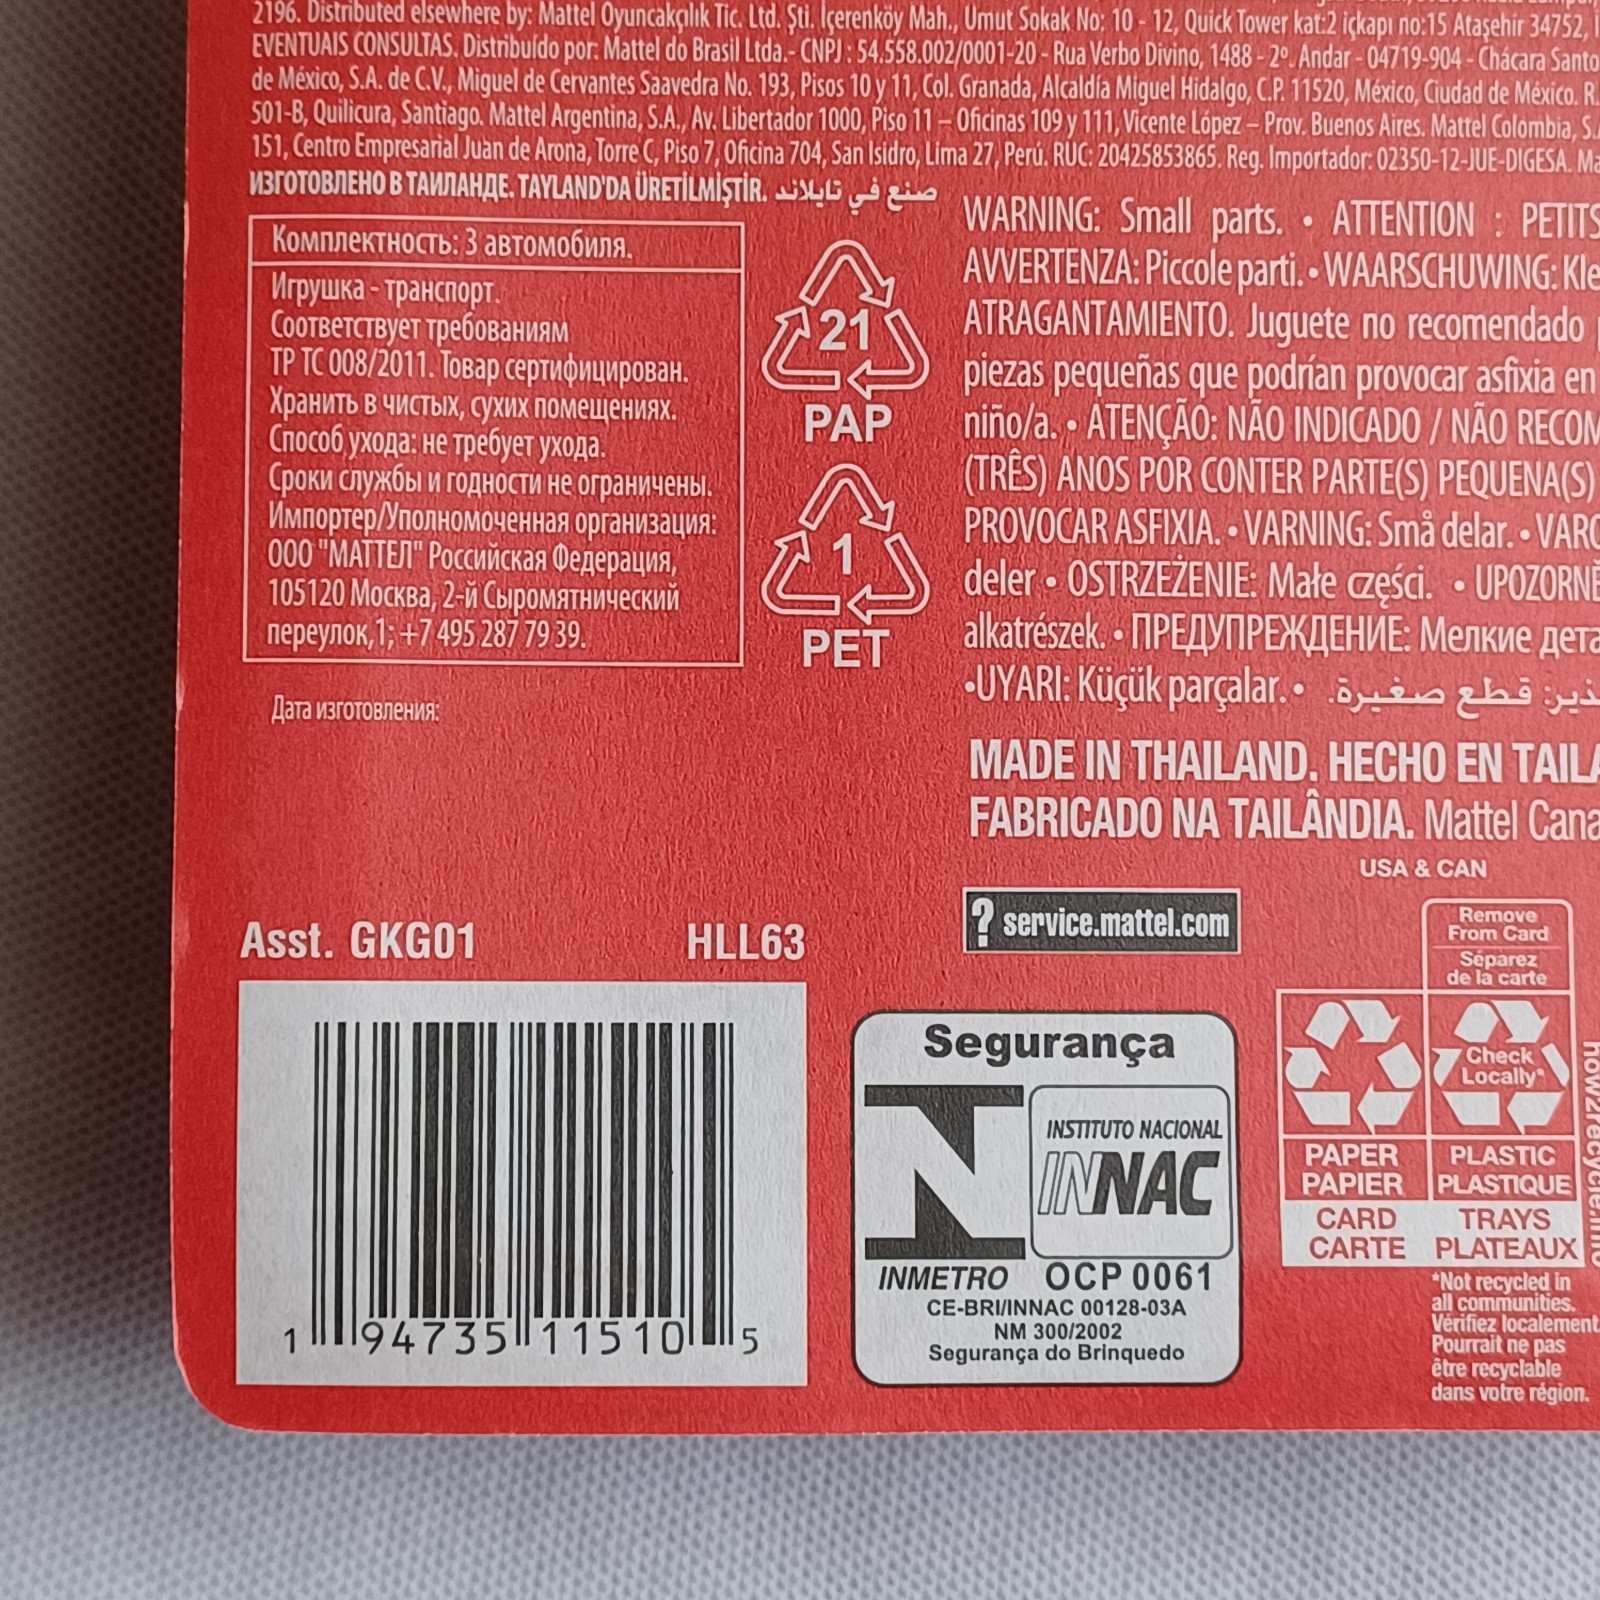 2196. Distributed elsewhere by: Mattel Oyuncakçılık Tic. Ltd. Şti. İçerenköy Mah., Umut Sokak No: 10 - 12, Quick Tower kat:2 içkapı no:15 Ataşehir 34752,
EVENTUAIS CONSULTAS. Distribuído por: Mattel do Brasil Ltda.- CNPJ : 54.558.002/0001-20 - Rua Verbo Divino, 1488 - 2º. Andar - 04719-904 - Chácara Santo
de México, S.A. de C.V., Miguel de Cervantes Saavedra No. 193, Pisos 10 y 11, Col. Granada, Alcaldía Miguel Hidalgo, C.P. 11520, México, Ciudad de México. R.
501-B, Quilicura, Santiago. Mattel Argentina, S.A., Av. Libertador 1000, Piso 11 – Oficinas 109 y 111, Vicente López – Prov. Buenos Aires. Mattel Colombia, S.A
151, Centro Empresarial Juan de Arona, Torre C, Piso 7, Oficina 704, San Isidro, Lima 27, Perú. RUC: 20425853865. Reg. Importador: 02350-12-JUE-DIGESA. Ma
ИЗГОТОВЛЕНО В ТАИЛАНДЕ. TAYLAND'DA ÜRETİLMİŞTİR. صنع في تايلاند
Комплектность: 3 автомобиля.
Игрушка - транспорт.
Соответствует требованиям
ТР ТС 008/2011. Товар сертифицирован.
Хранить в чистых, сухих помещениях.
Способ ухода: не требует ухода.
Сроки службы и годности не ограничены.
Импортер/Уполномоченная организация:
ООО "МАТТЕЛ" Российская Федерация,
105120 Москва, 2-й Сыромятнический
переулок,1; +7 495 287 79 39.
Дата изготовления:
21
PAP
1
PET
WARNING: Small parts. • ATTENTION : PETITS
AVVERTENZA: Piccole parti. • WAARSCHUWING: Kle
ATRAGANTAMIENTO. Juguete no recomendado
piezas pequeñas que podrían provocar asfixia en
niño/a. • ATENÇÃO: NÃO INDICADO / NÃO RECOM
(TRÊS) ANOS POR CONTER PARTE(S) PEQUENA(S)
PROVOCAR ASFIXIA. • VARNING: Små delar. • VARO
deler • OSTRZEŻENIE: Małe części. • UPOZORNĚ
alkatrészek. • ПРЕДУПРЕЖДЕНИЕ: Мелкие дета
•UYARI: Küçük parçalar. • ذير: قطع صغيرة.
MADE IN THAILAND. HECHO EN TAILA
FABRICADO NA TAILÂNDIA. Mattel Cana
USA & CAN
? service.mattel.com
Asst. GKG01 HLL63
1 94735 11510 5
Segurança
INSTITUTO NACIONAL
INNAC
INMETRO OCP 0061
CE-BRI/INNAC 00128-03A
NM 300/2002
Segurança do Brinquedo
Remove
From Card
Séparez
de la carte
Check
Locally*
PAPER
PAPIER
CARD
CARTE
PLASTIC
PLASTIQUE
TRAYS
PLATEAUX
how2recycle.info
*Not recycled in
all communities.
Vérifiez localement.
Pourrait ne pas
être recyclable
dans votre région.